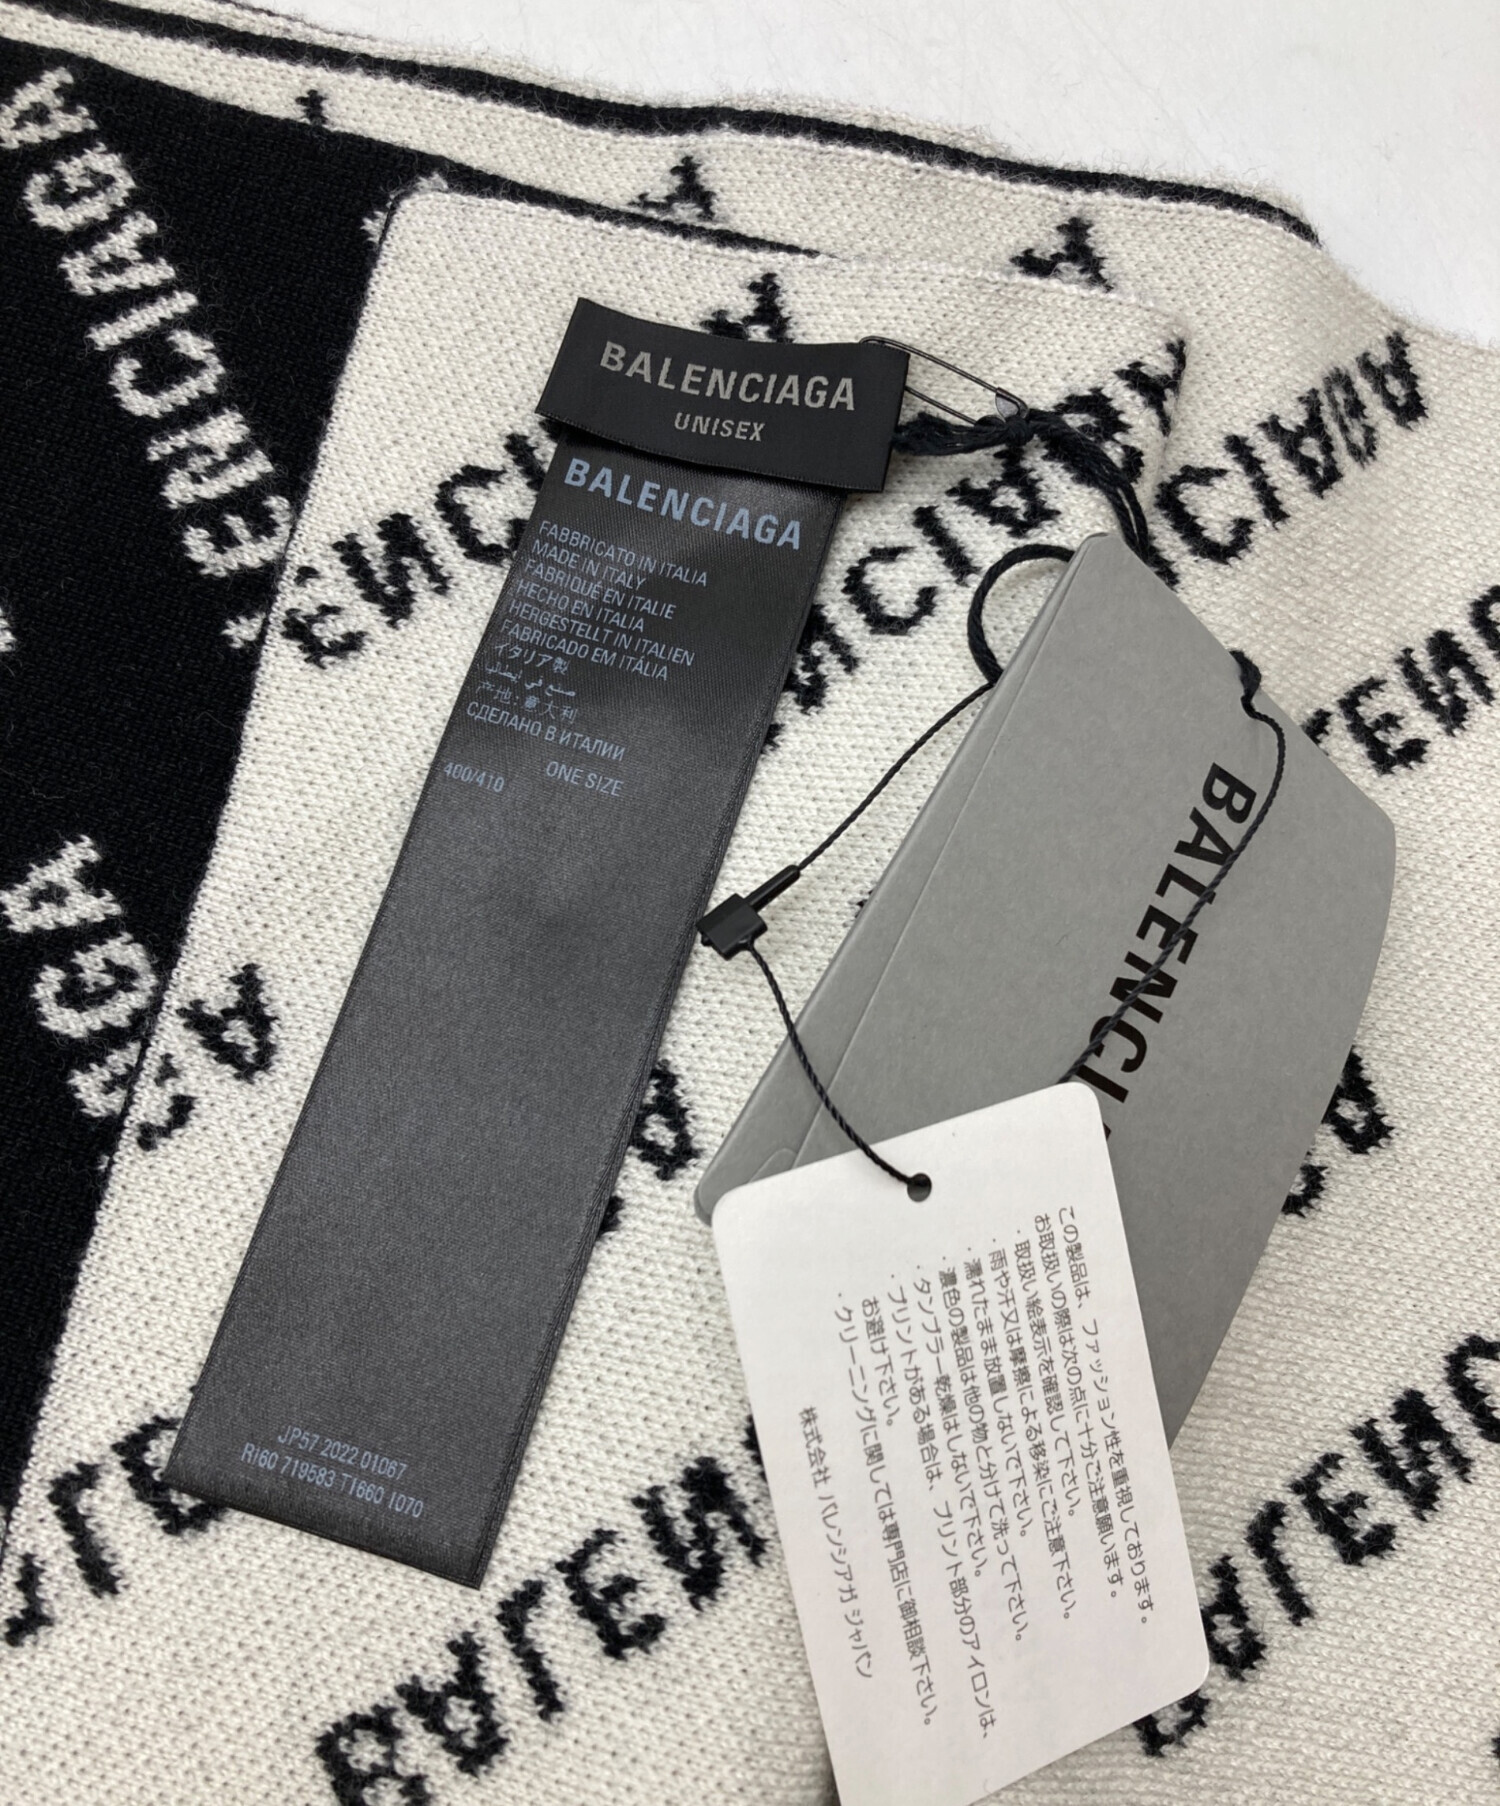 BALENCIAGA
UNISEX
BALENCIAGA
FABBRICATO IN ITALIA
MADE IN ITALY
FABRIQUÉ EN ITALIE
HECHO EN ITALIA
HERGESTELLT IN ITALIEN
FABRICADO EM ITÁLIA
イタリア製
صنع في إيطاليا
产地:意大利
СДЕЛАНО В ИТАЛИИ
400/410 ONE SIZE
JP57 2022 01067
RI60 719583 T1660 1070
BALENCIA
この製品は、ファッション性を重視しております。
お取扱いの際は次の点に十分ご注意願います。
・取扱い絵表示を確認して下さい。
・雨や汗又は摩擦による移染にご注意下さい。
・濡れたまま放置しないで下さい。
・濃色の製品は他の物と分けて洗って下さい。
・タンブラー乾燥はしないで下さい。
・プリントがある場合は、プリント部分のアイロンは、
お避け下さい。
・クリーニングに関しては専門店に御相談下さい。
株式会社 バレンシアガ ジャパン
ENCIAGA
AGA
ENCIAGA
ENCI
NCIAGA
CIAGA
BALENC
BALEN
BALENC